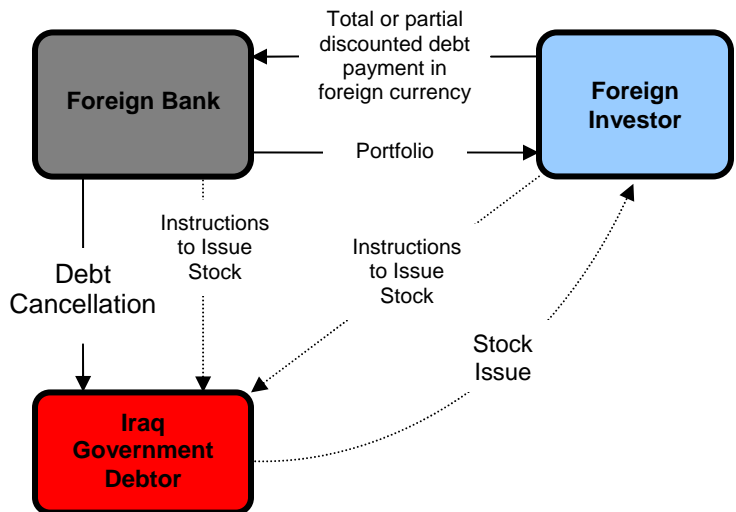 Total or partial
discounted debt
payment in
foreign currency
Foreign Bank
Foreign
Investor
Portfolio
Instructions
to Issue
Stock
Instructions
to Issue
Stock
Debt
Cancellation
Stock
Issue
Iraq
Government
Debtor